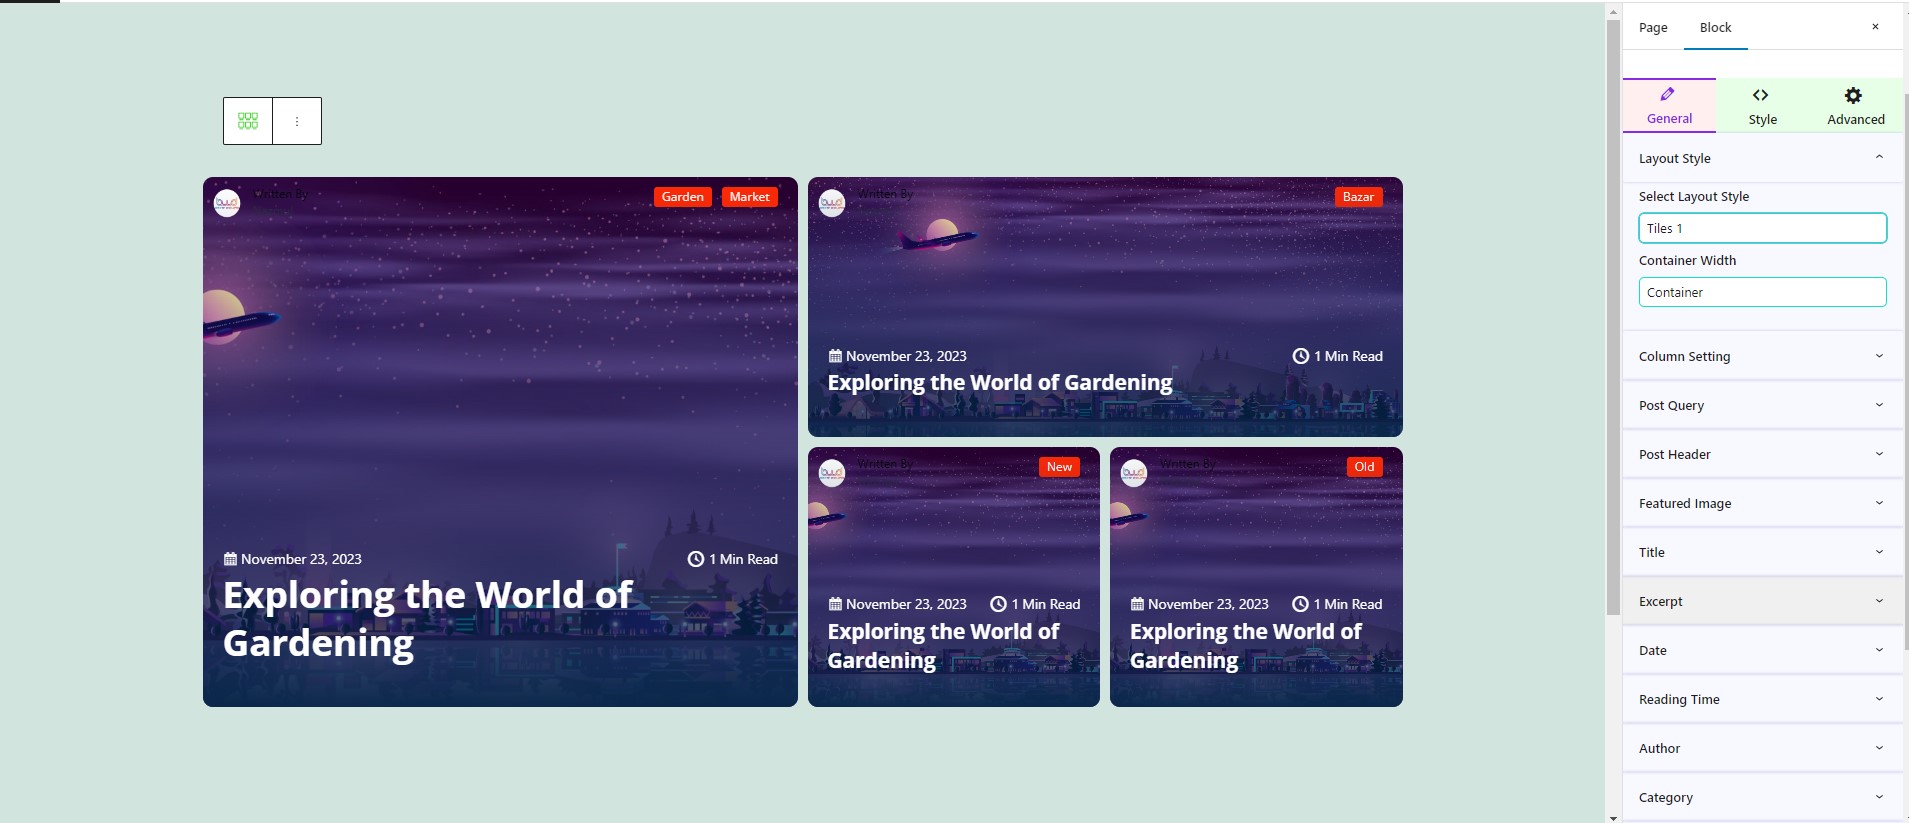 Page Block ×
General Style Advanced
Layout Style
Select Layout Style
Tiles 1
Container Width
Container
Column Setting
Post Query
Post Header
Featured Image
Title
Excerpt
Date
Reading Time
Author
Category
Written By
Garden Market
November 23, 2023 1 Min Read
Exploring the World of
Gardening
Written By
Bazar
November 23, 2023 1 Min Read
Exploring the World of Gardening
Written By
New
November 23, 2023 1 Min Read
Exploring the World of
Gardening
Written By
Old
November 23, 2023 1 Min Read
Exploring the World of
Gardening